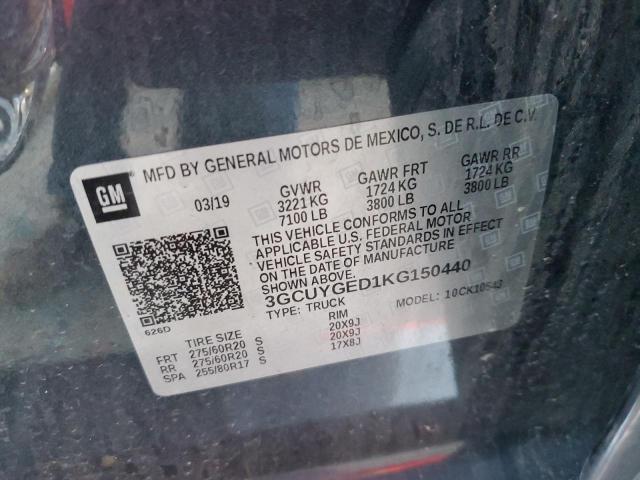 MFD BY GENERAL MOTORS DE MEXICO, S. DE R.L. DE C.V.
GM
03/19
GVWR
3221 KG
7100 LB
GAWR FRT
1724 KG
3800 LB
GAWR RR
1724 KG
3800 LB
THIS VEHICLE CONFORMS TO ALL
APPLICABLE U.S. FEDERAL MOTOR
VEHICLE SAFETY STANDARDS IN EFFECT
ON THE DATE OF MANUFACTURE
SHOWN ABOVE.
3GCUYGED1KG150440
TYPE: TRUCK
MODEL: 10CK10543
626D
TIRE SIZE
RIM
FRT 275/60R20 S 20X9J
RR 275/60R20 S 20X9J
SPA 255/80R17 S 17X8J